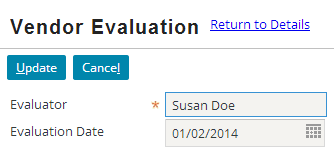 Vendor Evaluation Return to Details
Update Cancel
Evaluator * Susan Doe
Evaluation Date 01/02/2014